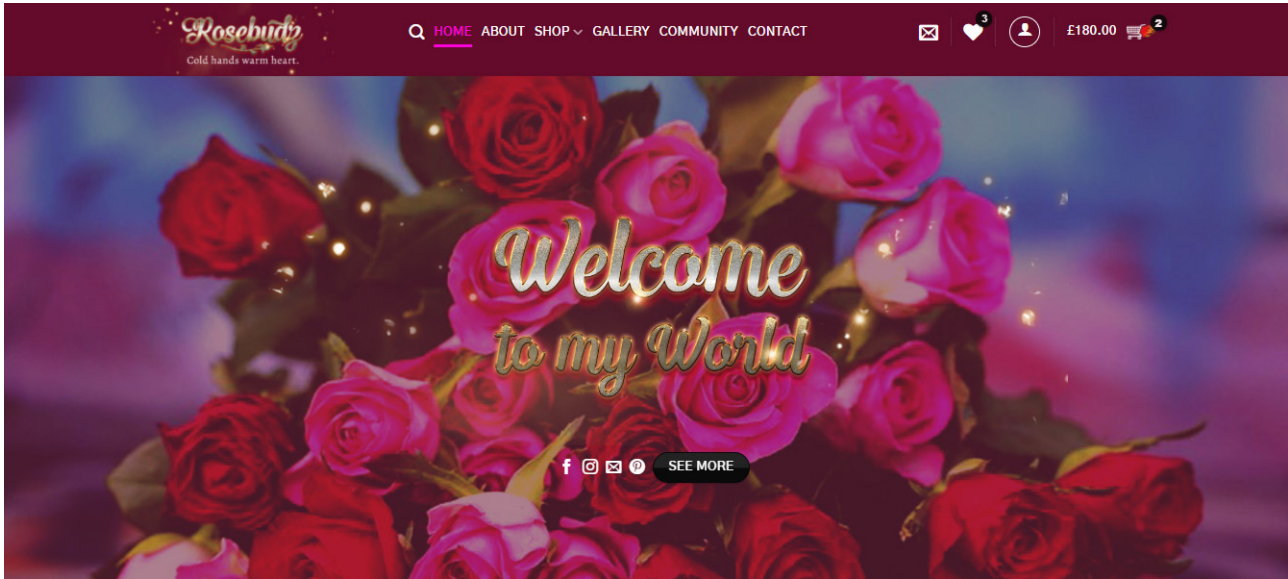 Rosebudz
Cold hands warm heart.
HOME ABOUT SHOP GALLERY COMMUNITY CONTACT
3
£180.00
2
Welcome
to my World
SEE MORE